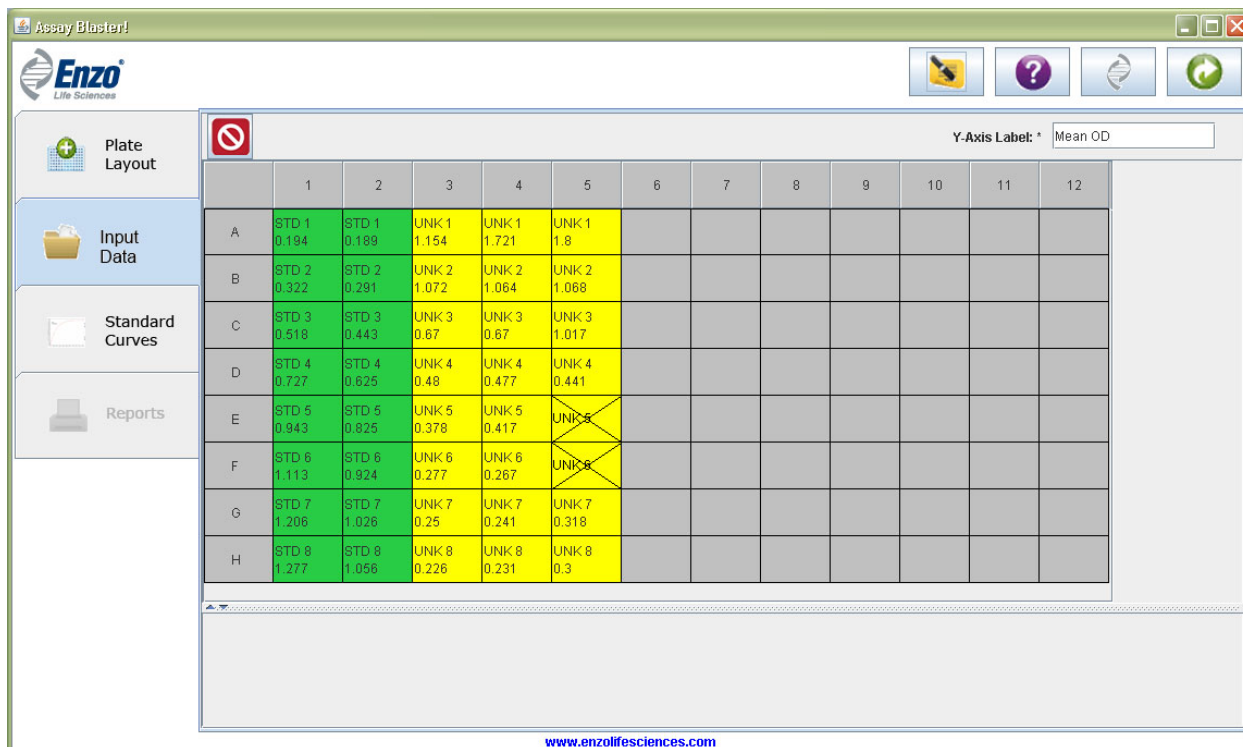 Assay Blaster!
Enzo
Life Sciences
Plate
Layout
Input
Data
Standard
Curves
Reports
Y-Axis Label: * Mean OD
1 2 3 4 5 6 7 8 9 10 11 12
A
STD 1 STD 1 UNK 1 UNK 1 UNK 1
0.194 0.189 1.154 1.721 1.8
B
STD 2 STD 2 UNK 2 UNK 2 UNK 2
0.322 0.291 1.072 1.064 1.068
C
STD 3 STD 3 UNK 3 UNK 3 UNK 3
0.518 0.443 0.67 0.67 1.017
D
STD 4 STD 4 UNK 4 UNK 4 UNK 4
0.727 0.625 0.48 0.477 0.441
E
STD 5 STD 5 UNK 5 UNK 5 UNK 5
0.943 0.825 0.378 0.417
F
STD 6 STD 6 UNK 6 UNK 6 UNK 6
1.113 0.924 0.277 0.267
G
STD 7 STD 7 UNK 7 UNK 7 UNK 7
1.206 1.026 0.25 0.241 0.318
H
STD 8 STD 8 UNK 8 UNK 8 UNK 8
1.277 1.056 0.226 0.231 0.3
www.enzolifesciences.com